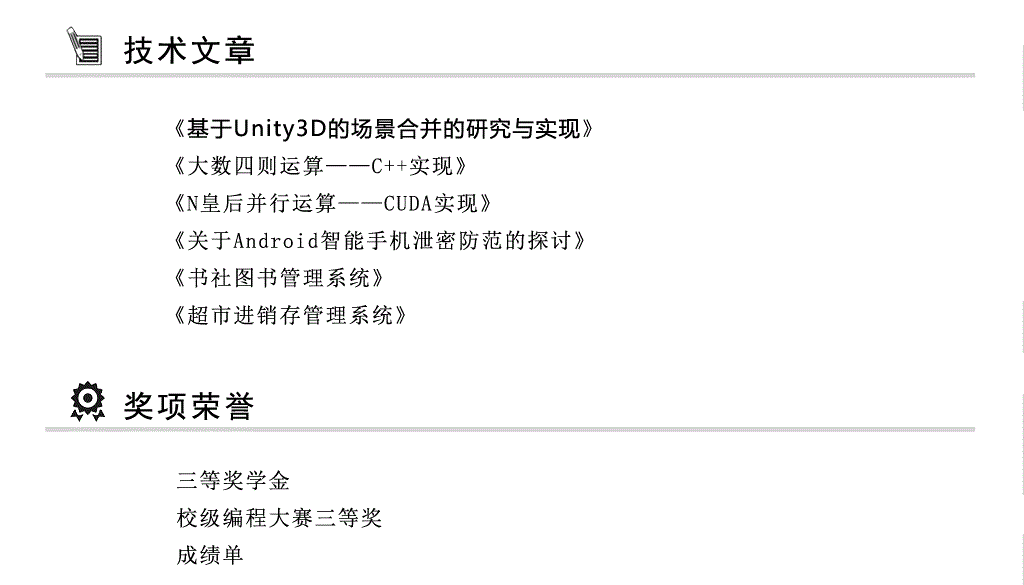 技术文章
《基于Unity3D的场景合并的研究与实现》
《大数四则运算——C++实现》
《N皇后并行运算——CUDA实现》
《关于Android智能手机泄密防范的探讨》
《书社图书管理系统》
《超市进销存管理系统》
奖项荣誉
三等奖学金
校级编程大赛三等奖
成绩单